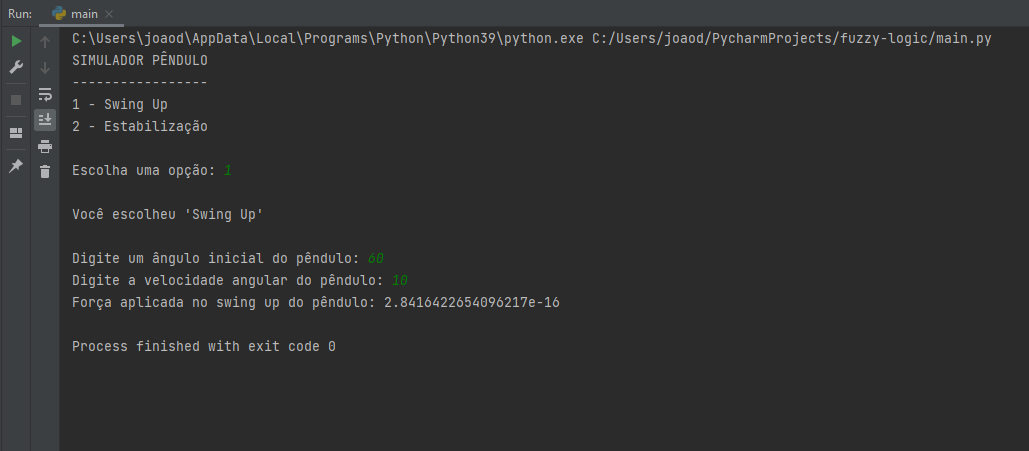 Run: main
C:\Users\joaod\AppData\Local\Programs\Python\Python39\python.exe C:/Users/joaod/PycharmProjects/fuzzy-logic/main.py
SIMULADOR PÊNDULO
-----------------
1 - Swing Up
2 - Estabilização
Escolha uma opção: 1
Você escolheu 'Swing Up'
Digite um ângulo inicial do pêndulo: 60
Digite a velocidade angular do pêndulo: 10
Força aplicada no swing up do pêndulo: 2.8416422654096217e-16
Process finished with exit code 0